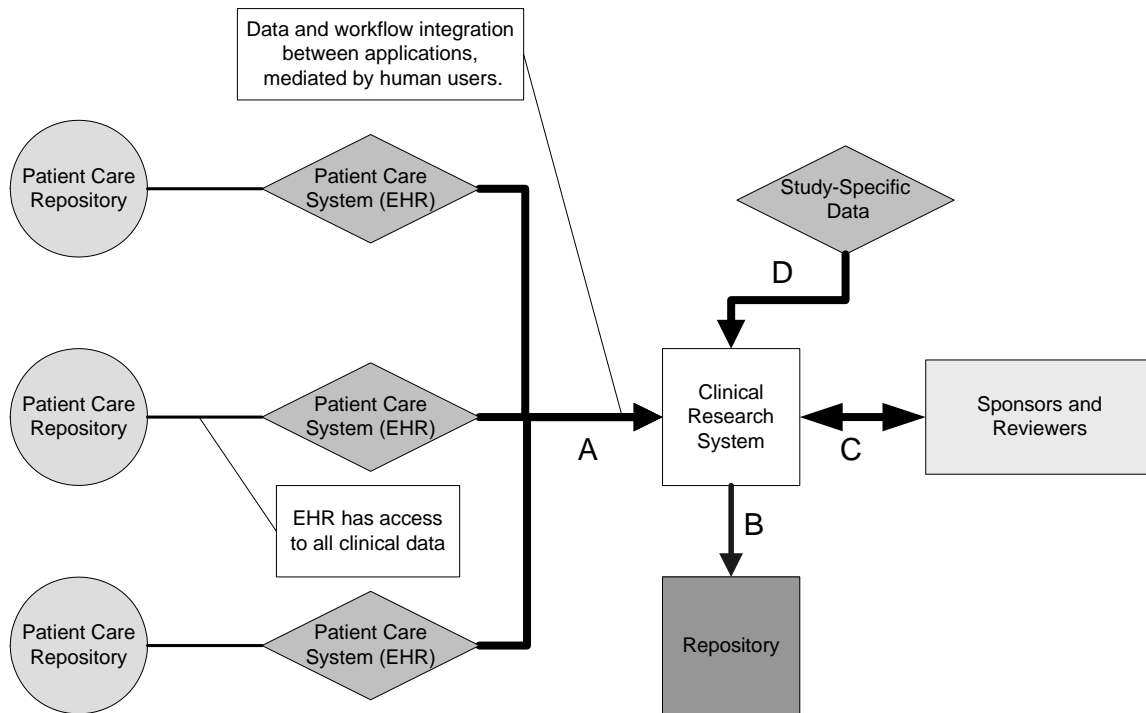 Data and workflow integration
between applications,
mediated by human users.
Patient Care
Repository
Patient Care
System (EHR)
Study-Specific
Data
D
Patient Care
Repository
Patient Care
System (EHR)
A
Clinical
Research
System
C
Sponsors and
Reviewers
EHR has access
to all clinical data
B
Patient Care
Repository
Patient Care
System (EHR)
Repository